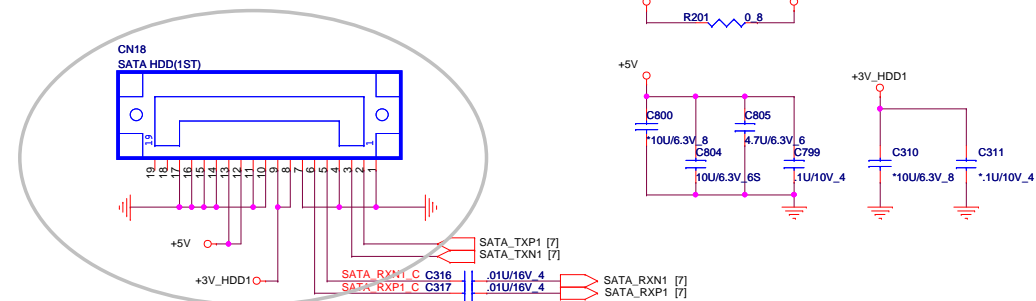 R201 0_8
CN18
SATA HDD(1ST)
19
1
19
18
17
16
15
14
13
12
11
10
9
8
7
6
5
4
3
2
1
+5V
+3V_HDD1
SATA_TXP1 [7]
SATA_TXN1 [7]
SATA_RXN1_C C316 .01U/16V_4 SATA_RXN1 [7]
SATA_RXP1_C C317 .01U/16V_4 SATA_RXP1 [7]
+5V
C800
*10U/6.3V_8
C804
10U/6.3V_6S
C805
4.7U/6.3V_6
C799
.1U/10V_4
+3V_HDD1
C310
*10U/6.3V_8
C311
*.1U/10V_4